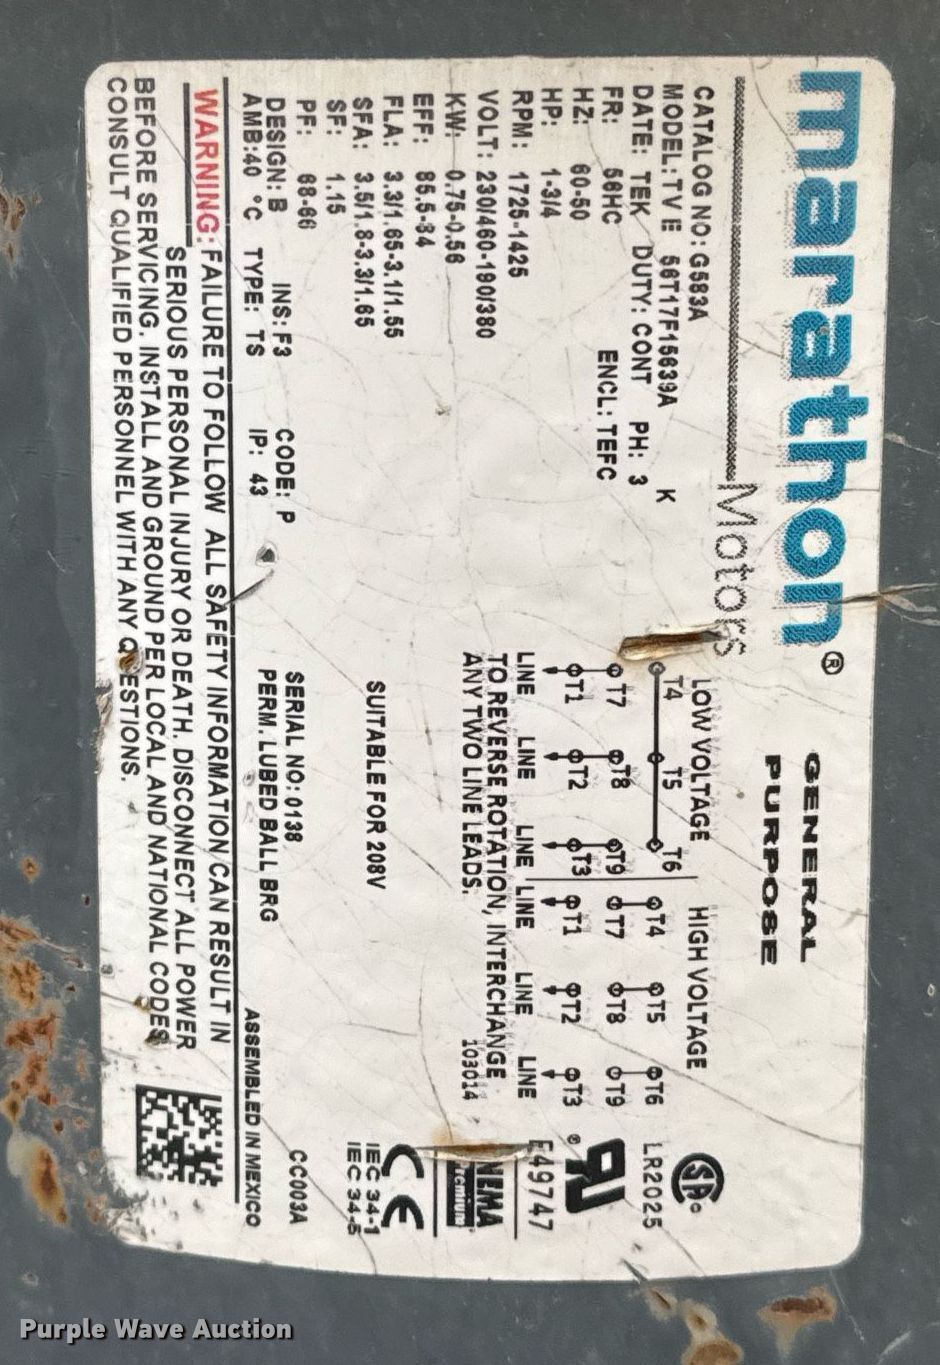 marathon®
Motors
GENERAL
PURPOSE
CATALOG NO: G583A
MODEL: TVE 56T17F15639A K
DATE: TEK DUTY: CONT PH: 3
FR: 56HC ENCL: TEFC
HZ: 60-50
HP: 1-3/4
RPM: 1725-1425
VOLT: 230/460-190/380
KW: 0.75-0.56
EFF: 85.5-84
FLA: 3.3/1.65-3.1/1.55
SFA: 3.5/1.8-3.3/1.65
SF: 1.15
PF: 68-66
DESIGN: B INS: F3 CODE: P
AMB: 40 °C TYPE: TS IP: 43
LOW VOLTAGE HIGH VOLTAGE
T4 T5 T6 T4 T5 T6
T7 T8 T9 T7 T8 T9
T1 T2 T3 T1 T2 T3
LINE LINE LINE LINE LINE LINE
TO REVERSE ROTATION, INTERCHANGE
ANY TWO LINE LEADS. 103014
SUITABLE FOR 208V
SERIAL NO: 0138
PERM. LUBED BALL BRG
SA
LR2025
E49747
NEMA
Premium
CE
IEC 34-1
IEC 34-5
CC003A
ASSEMBLED IN MEXICO
WARNING: FAILURE TO FOLLOW ALL SAFETY INFORMATION CAN RESULT IN
SERIOUS PERSONAL INJURY OR DEATH. DISCONNECT ALL POWER
BEFORE SERVICING. INSTALL AND GROUND PER LOCAL AND NATIONAL CODES
CONSULT QUALIFIED PERSONNEL WITH ANY QUESTIONS.
Purple Wave Auction